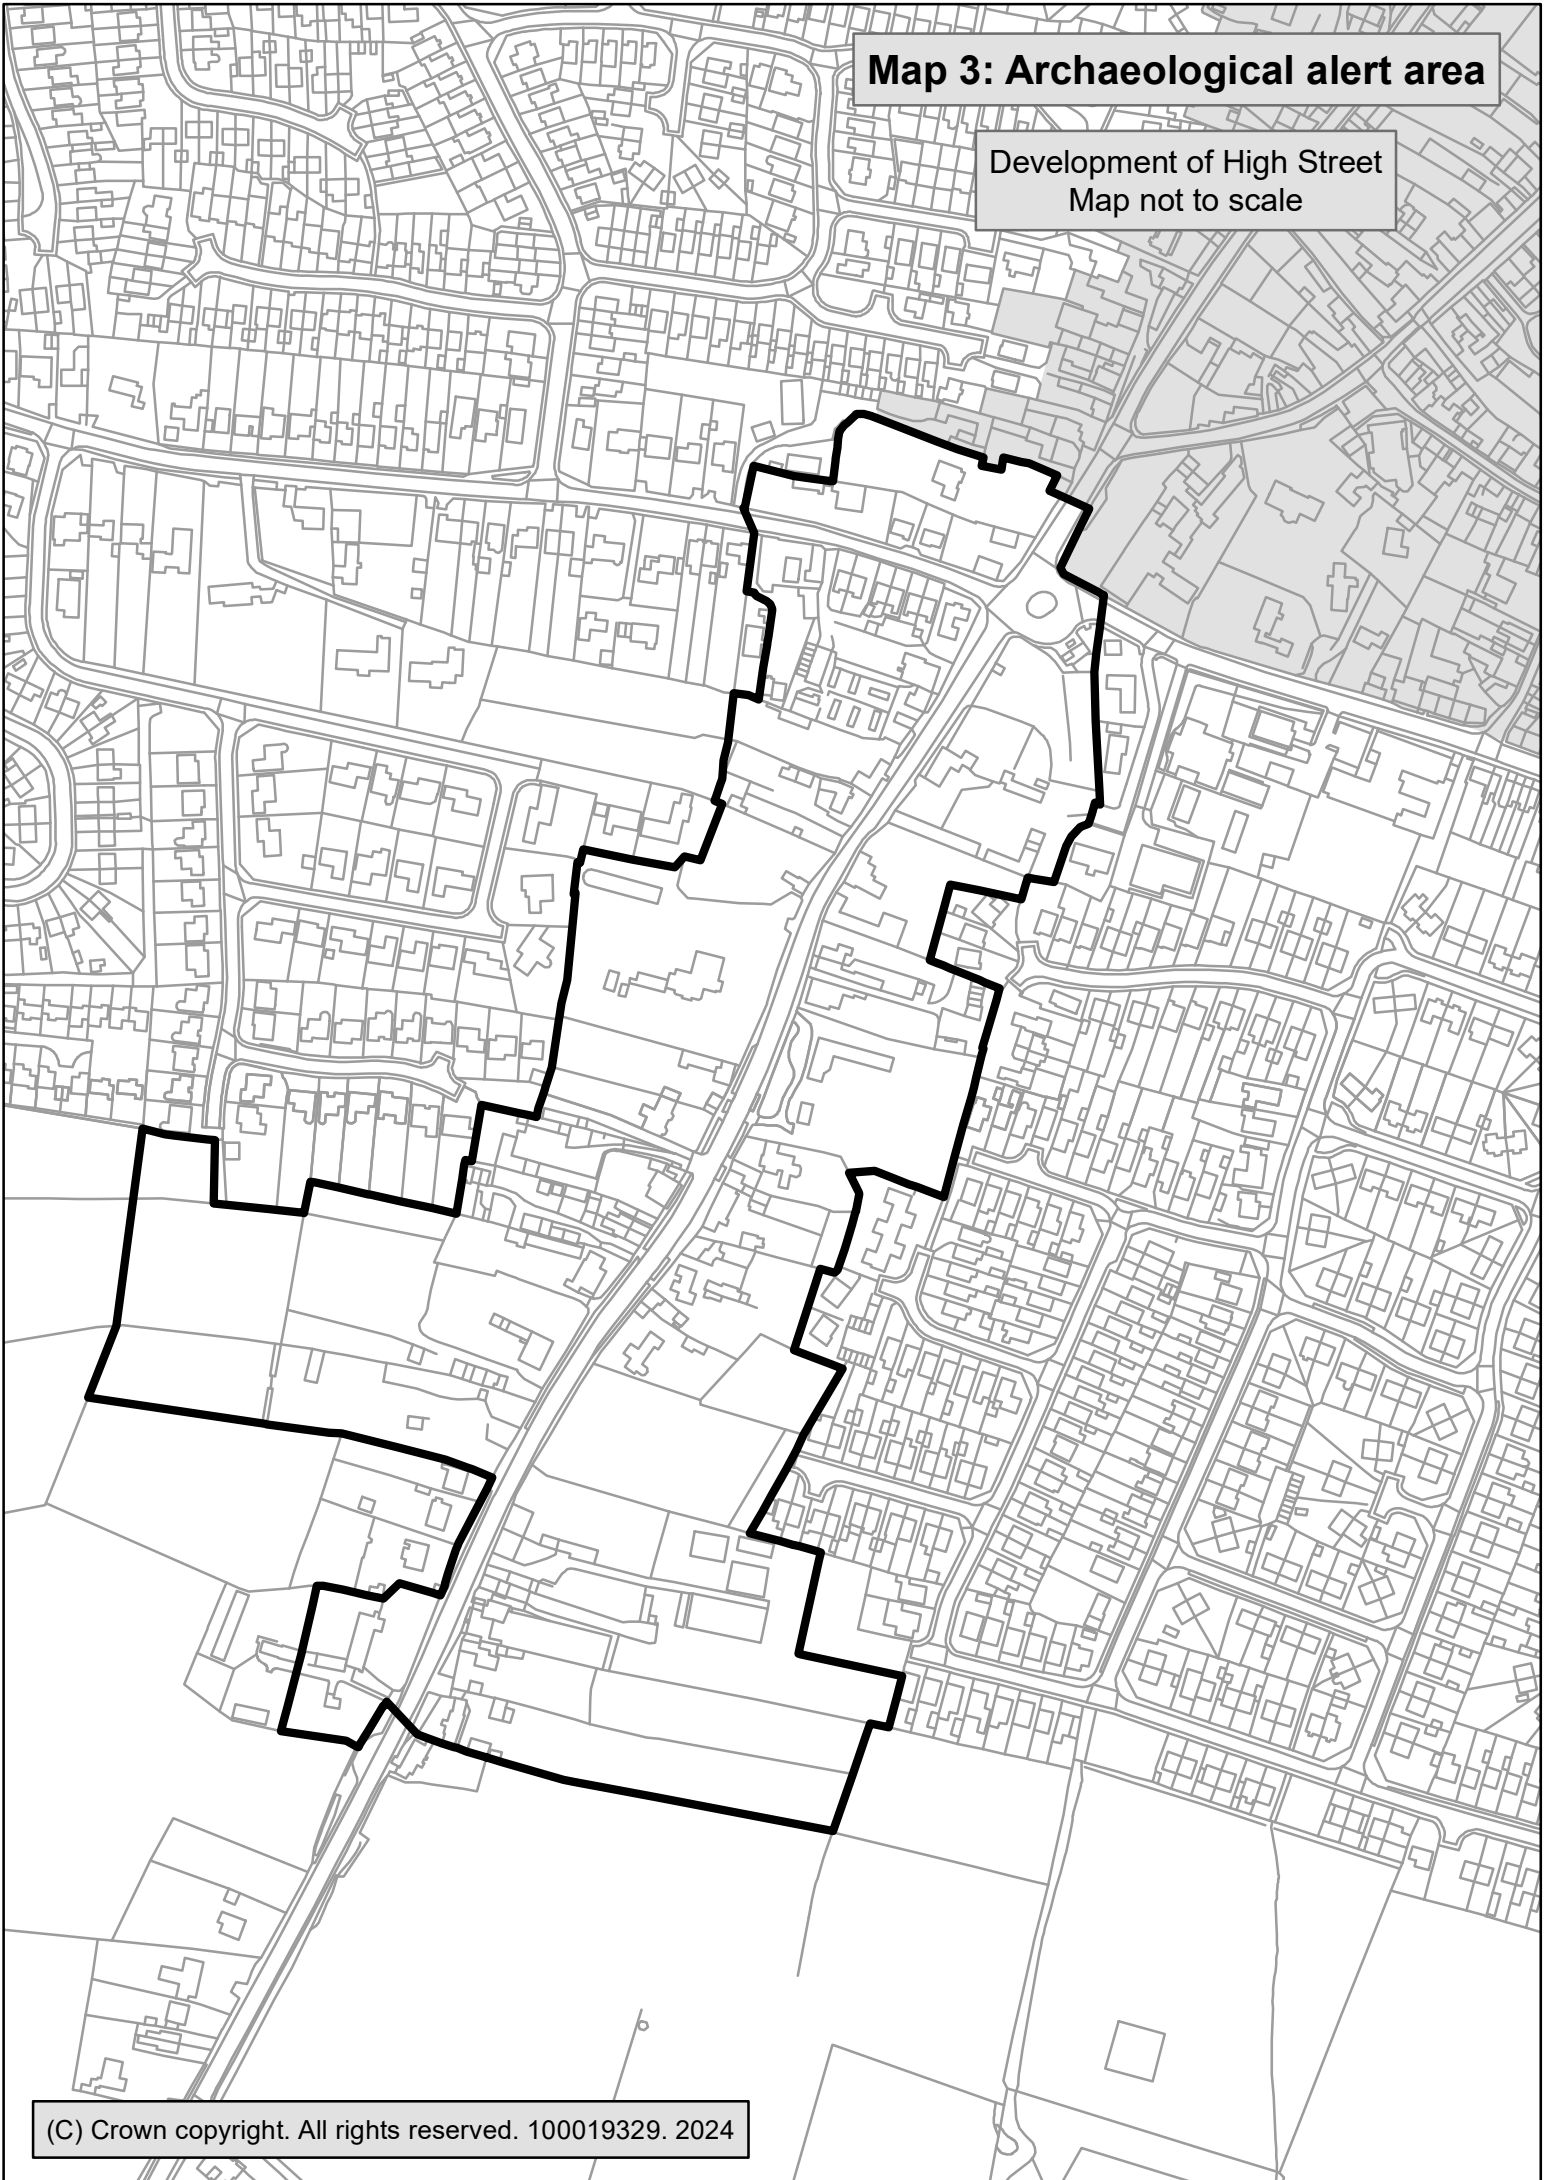 Map 3: Archaeological alert area
Development of High Street
Map not to scale
(C) Crown copyright. All rights reserved. 100019329. 2024